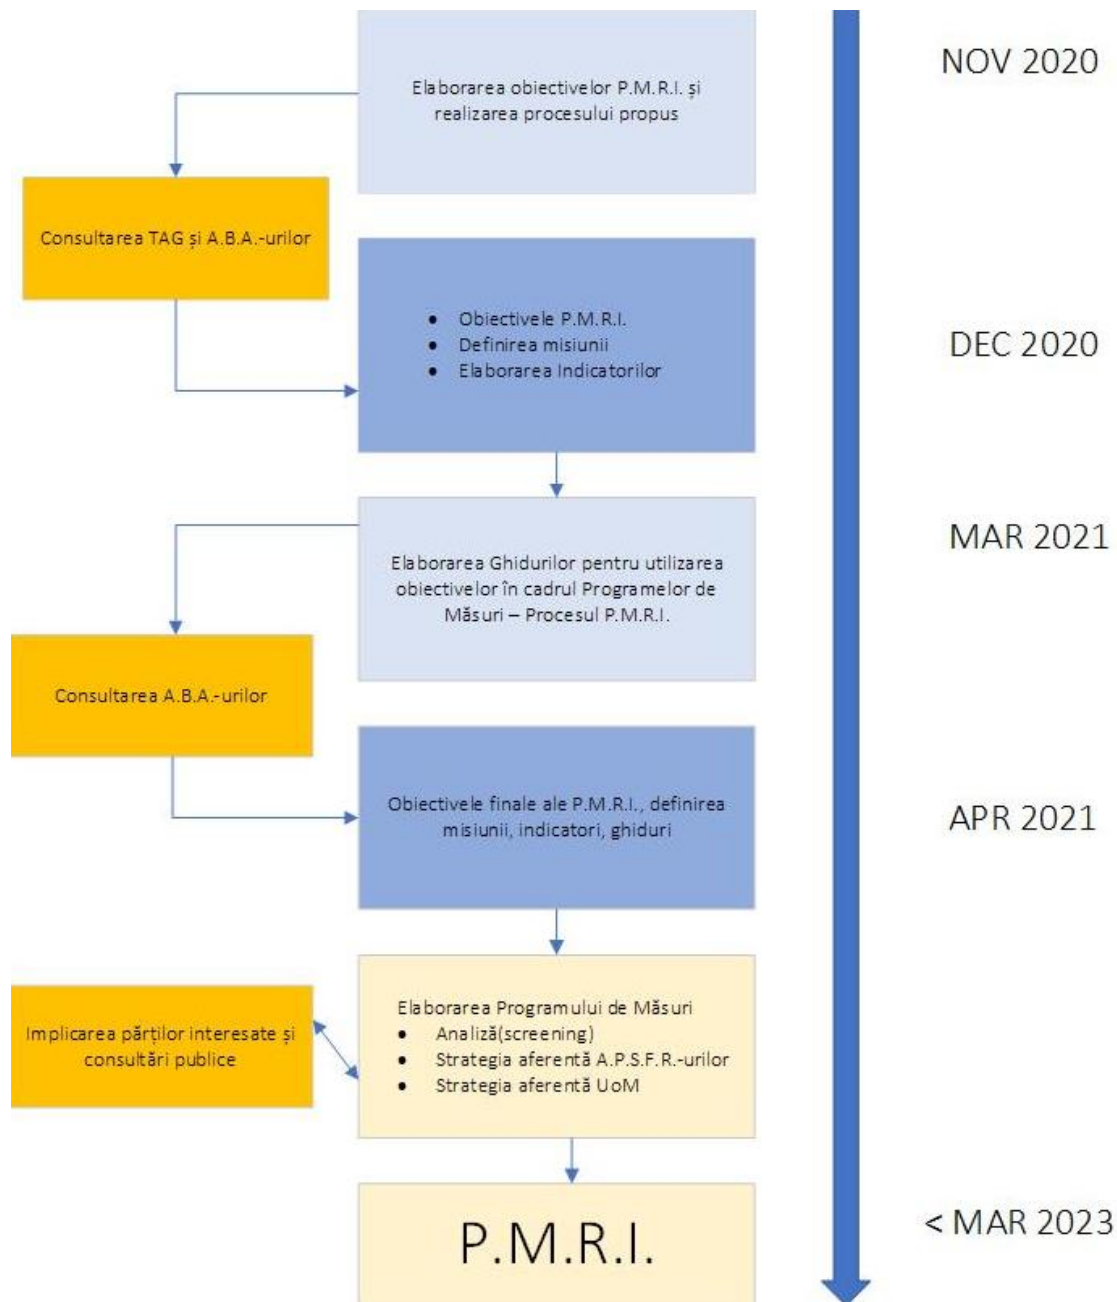 NOV 2020
Elaborarea obiectivelor P.M.R.I. și
realizarea procesului propus
Consultarea TAG și A.B.A.-urilor
• Obiectivele P.M.R.I.
• Definirea misiunii
• Elaborarea Indicatorilor
DEC 2020
MAR 2021
Elaborarea Ghidurilor pentru utilizarea
obiectivelor în cadrul Programelor de
Măsuri – Procesul P.M.R.I.
Consultarea A.B.A.-urilor
Obiectivele finale ale P.M.R.I., definirea
misiunii, indicatori, ghiduri
APR 2021
Elaborarea Programului de Măsuri
• Analiză(screening)
• Strategia aferentă A.P.S.F.R.-urilor
• Strategia aferentă UoM
Implicarea părților interesate și
consultări publice
P.M.R.I.
< MAR 2023